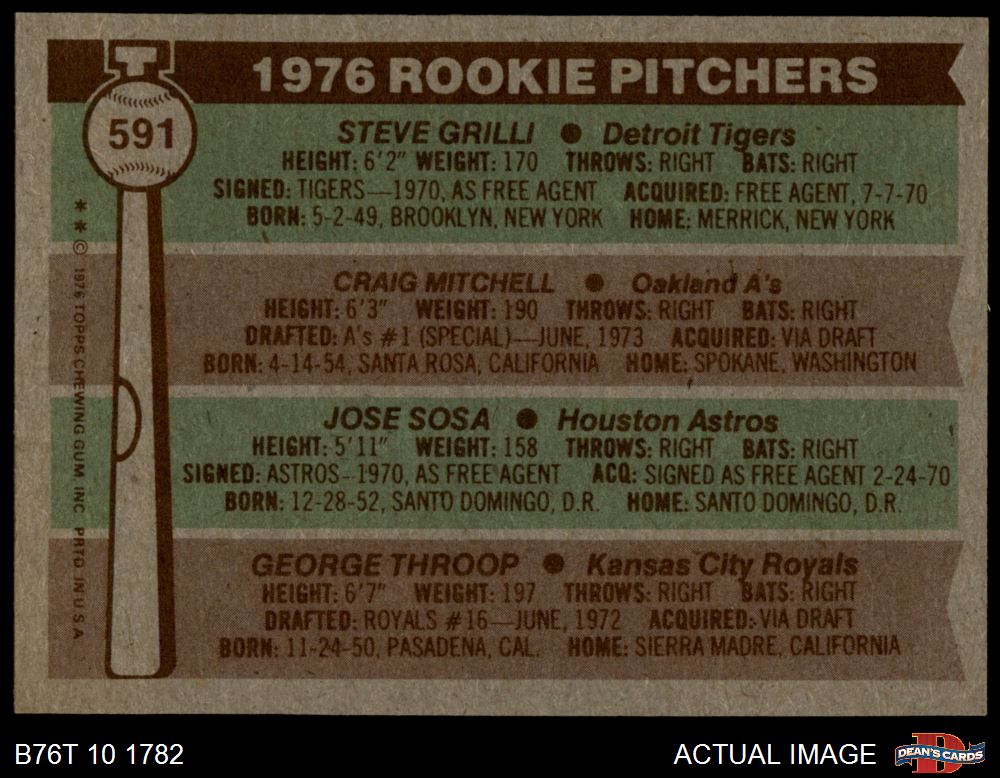 T
1976 ROOKIE PITCHERS
591
STEVE GRILLI ● Detroit Tigers
HEIGHT: 6'2" WEIGHT: 170 THROWS: RIGHT BATS: RIGHT
SIGNED: TIGERS—1970, AS FREE AGENT ACQUIRED: FREE AGENT, 7-7-70
BORN: 5-2-49, BROOKLYN, NEW YORK HOME: MERRICK, NEW YORK
CRAIG MITCHELL ● Oakland A's
HEIGHT: 6'3" WEIGHT: 190 THROWS: RIGHT BATS: RIGHT
DRAFTED: A's #1 (SPECIAL)—JUNE, 1973 ACQUIRED: VIA DRAFT
BORN: 4-14-54, SANTA ROSA, CALIFORNIA HOME: SPOKANE, WASHINGTON
JOSE SOSA ● Houston Astros
HEIGHT: 5'11" WEIGHT: 158 THROWS: RIGHT BATS: RIGHT
SIGNED: ASTROS—1970, AS FREE AGENT ACQ: SIGNED AS FREE AGENT 2-24-70
BORN: 12-28-52, SANTO DOMINGO, D.R. HOME: SANTO DOMINGO, D.R.
GEORGE THROOP ● Kansas City Royals
HEIGHT: 6'7" WEIGHT: 197 THROWS: RIGHT BATS: RIGHT
DRAFTED: ROYALS #16—JUNE, 1972 ACQUIRED: VIA DRAFT
BORN: 11-24-50, PASADENA, CAL. HOME: SIERRA MADRE, CALIFORNIA
* * © 1976 TOPPS CHEWING GUM, INC. PRTD. IN U.S.A.
B76T 10 1782 ACTUAL IMAGE
D DEAN'S CARDS